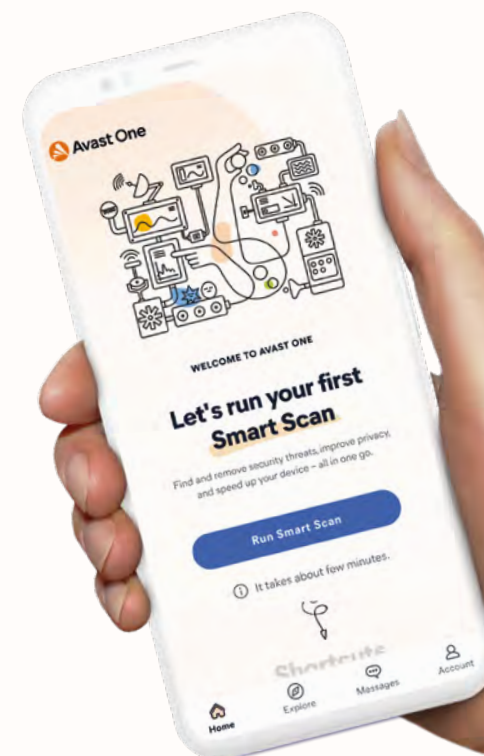 Avast One
WELCOME TO AVAST ONE
Let's run your first
Smart Scan
Find and remove security threats, improve privacy,
and speed up your device – all in one go.
Run Smart Scan
It takes about few minutes.
Shortcuts
Home
Explore
Massages
Account